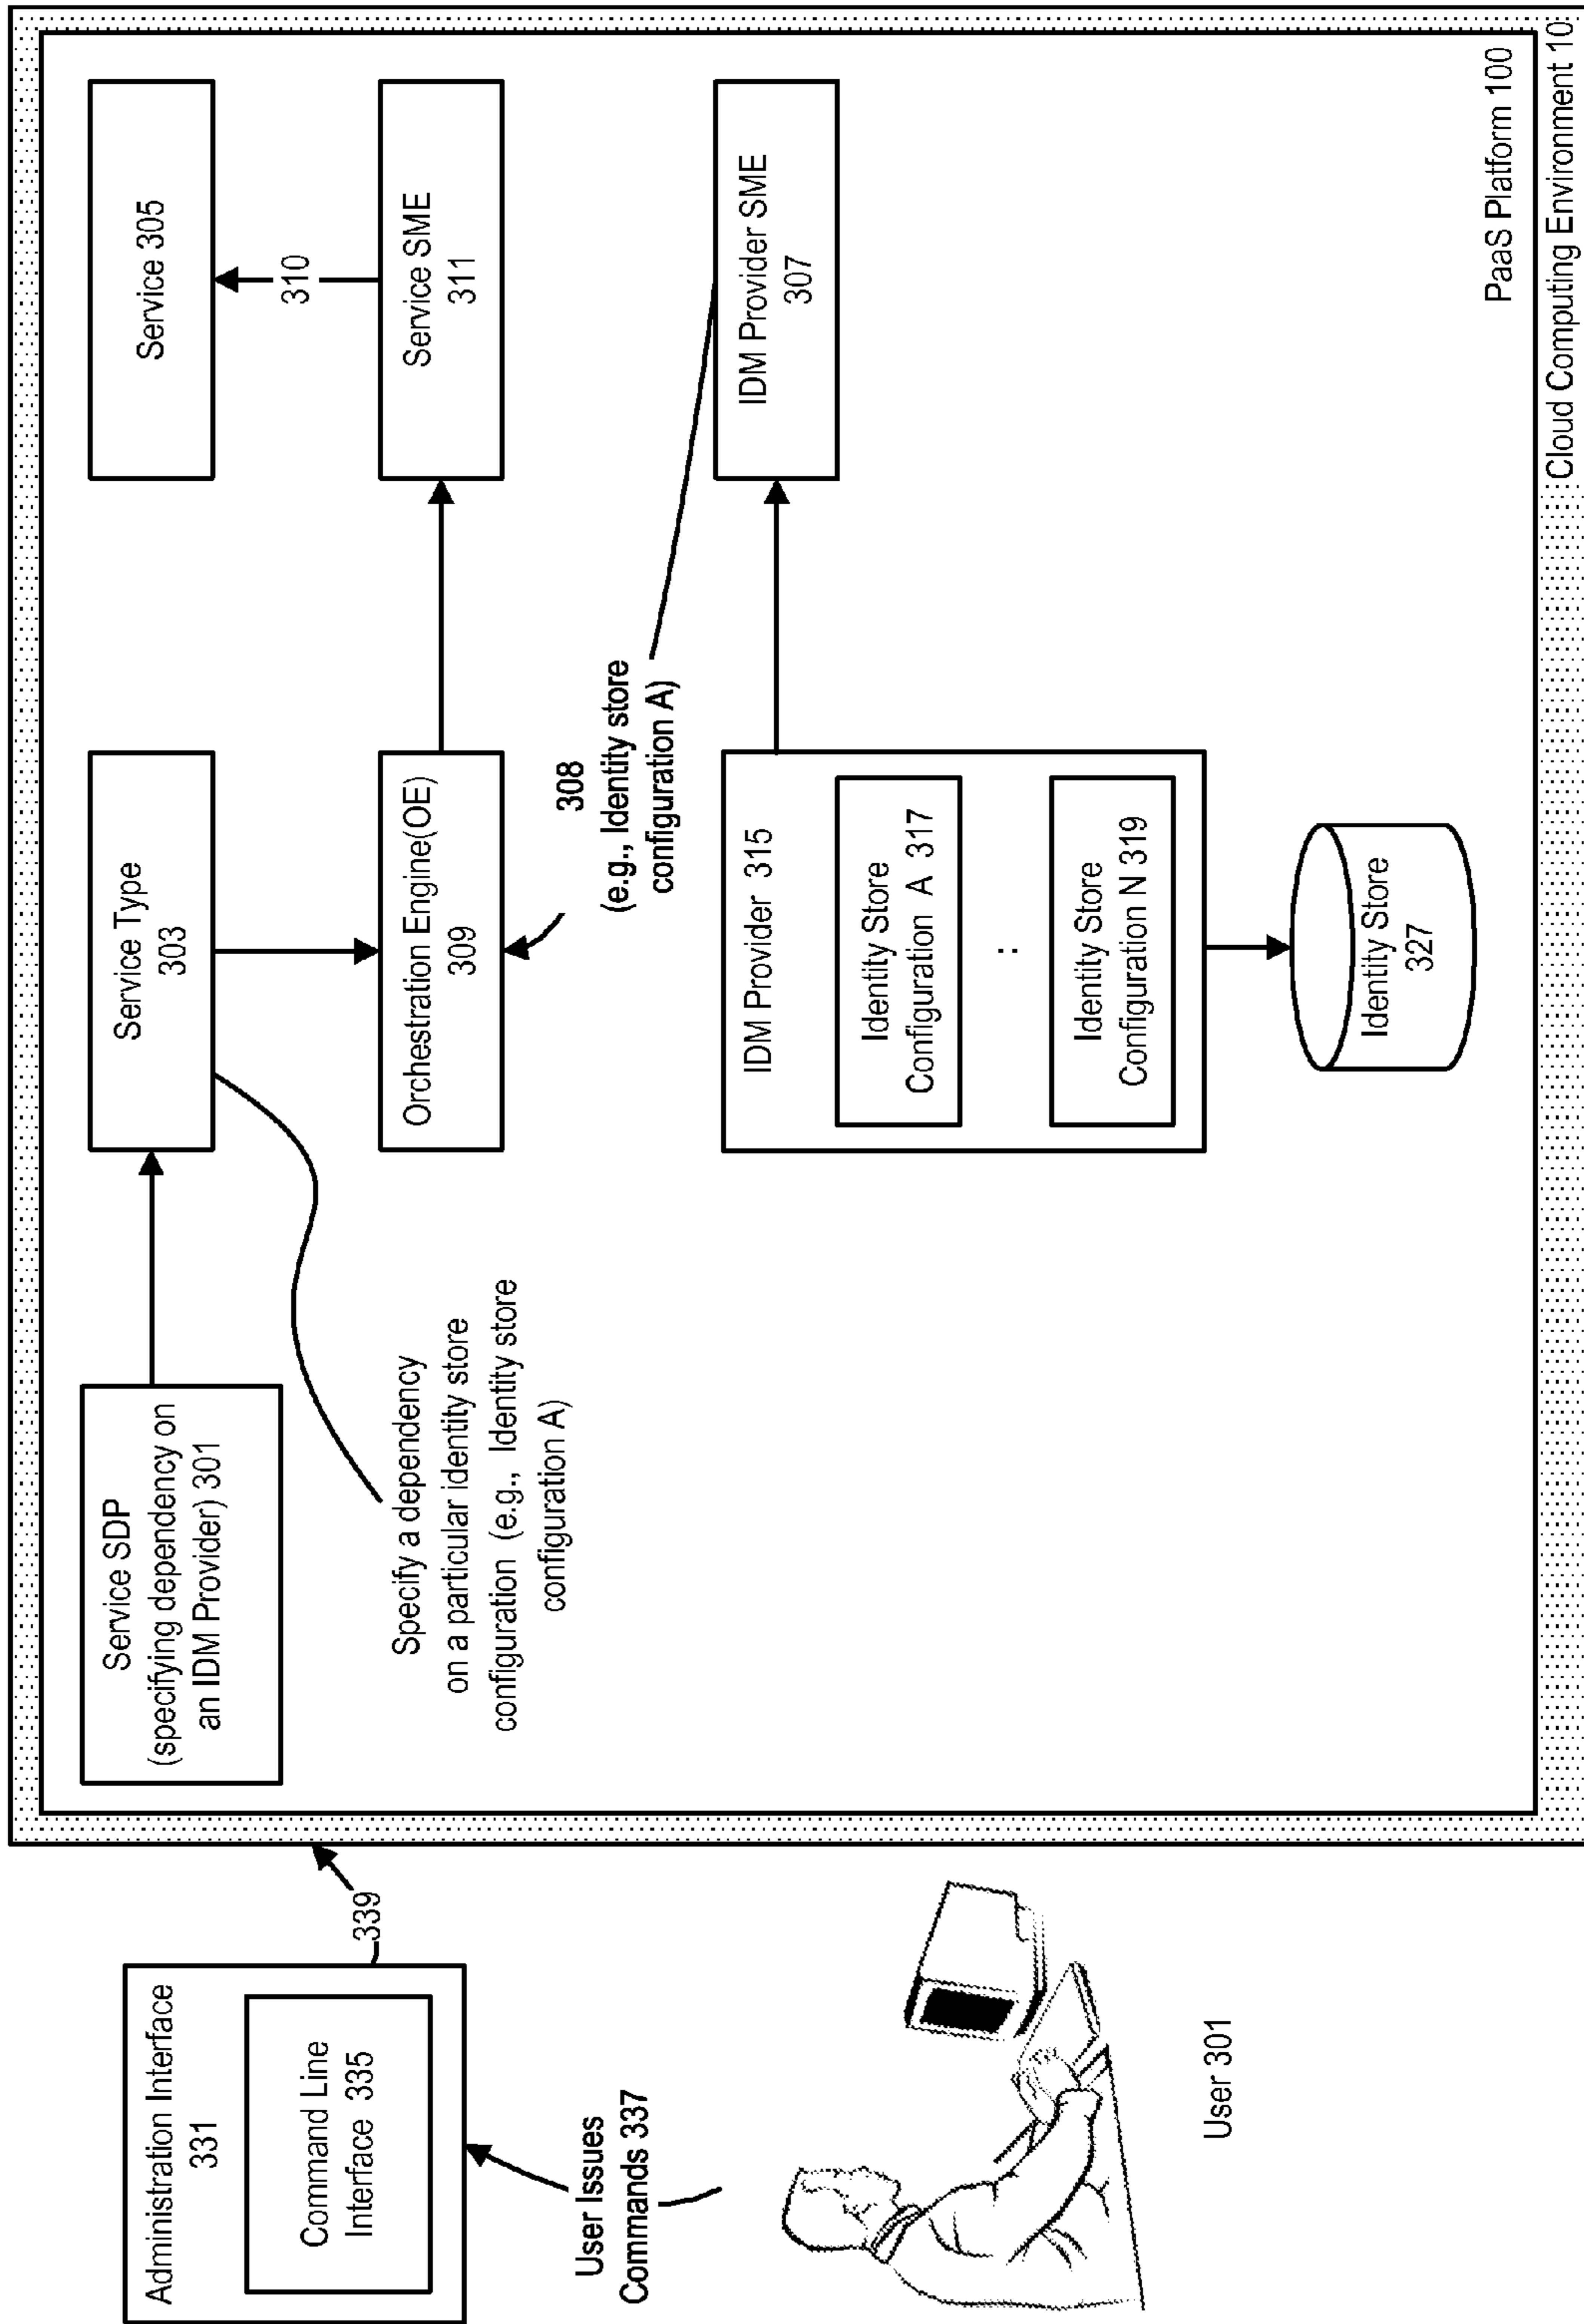 Administration Interface
331
Command Line
Interface 335
339
User Issues
Commands 337
User 301
Service SDP
(specifying dependency on
an IDM Provider) 301
Service Type
303
Service 305
310
Specify a dependency
on a particular identity store
configuration (e.g., Identity store
configuration A)
Orchestration Engine(OE)
309
Service SME
311
308
(e.g., Identity store
configuration A)
IDM Provider 315
Identity Store
Configuration A 317
:
Identity Store
Configuration N 319
IDM Provider SME
307
Identity Store
327
PaaS Platform 100
Cloud Computing Environment 10